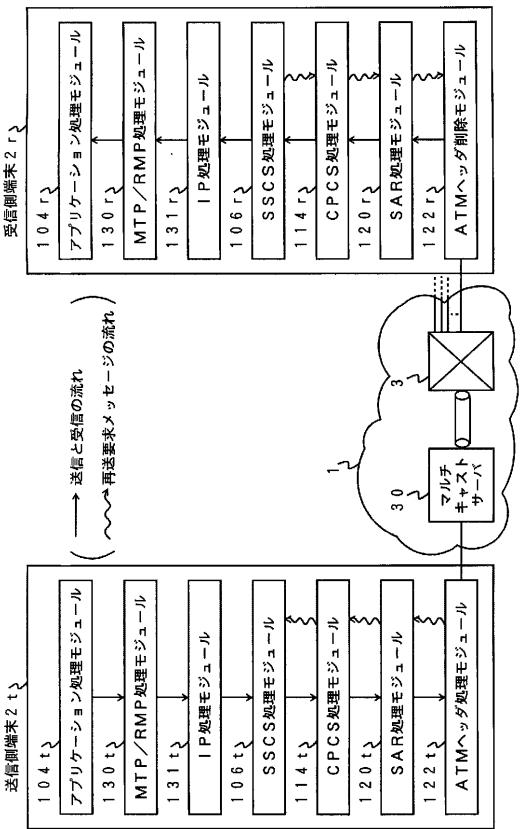 送信側端末2t
104t
アプリケーション処理モジュール
130t
MTP/RMP処理モジュール
131t
IP処理モジュール
106t
SSCS処理モジュール
114t
CPCS処理モジュール
120t
SAR処理モジュール
122t
ATMヘッダ処理モジュール
送信と受信の流れ
再送要求メッセージの流れ
1
30
マルチ
キャスト
サーバ
3
受信側端末2r
104r
アプリケーション処理モジュール
130r
MTP/RMP処理モジュール
131r
IP処理モジュール
106r
SSCS処理モジュール
114r
CPCS処理モジュール
120r
SAR処理モジュール
122r
ATMヘッダ削除モジュール